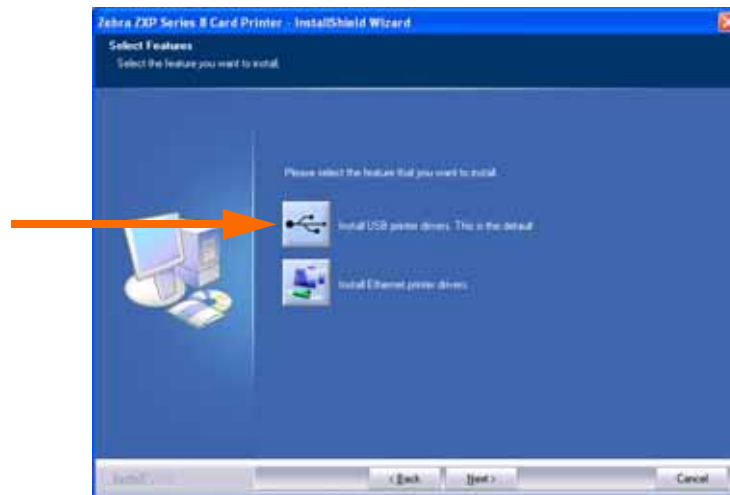 Zebra ZXP Series 8 Card Printer - InstallShield Wizard
Select Features
Select the feature you want to install.
Please select the feature that you want to install.
Install USB printer drivers. This is the default
Install Ethernet printer drivers.
InstallShield
< Back
Next >
Cancel